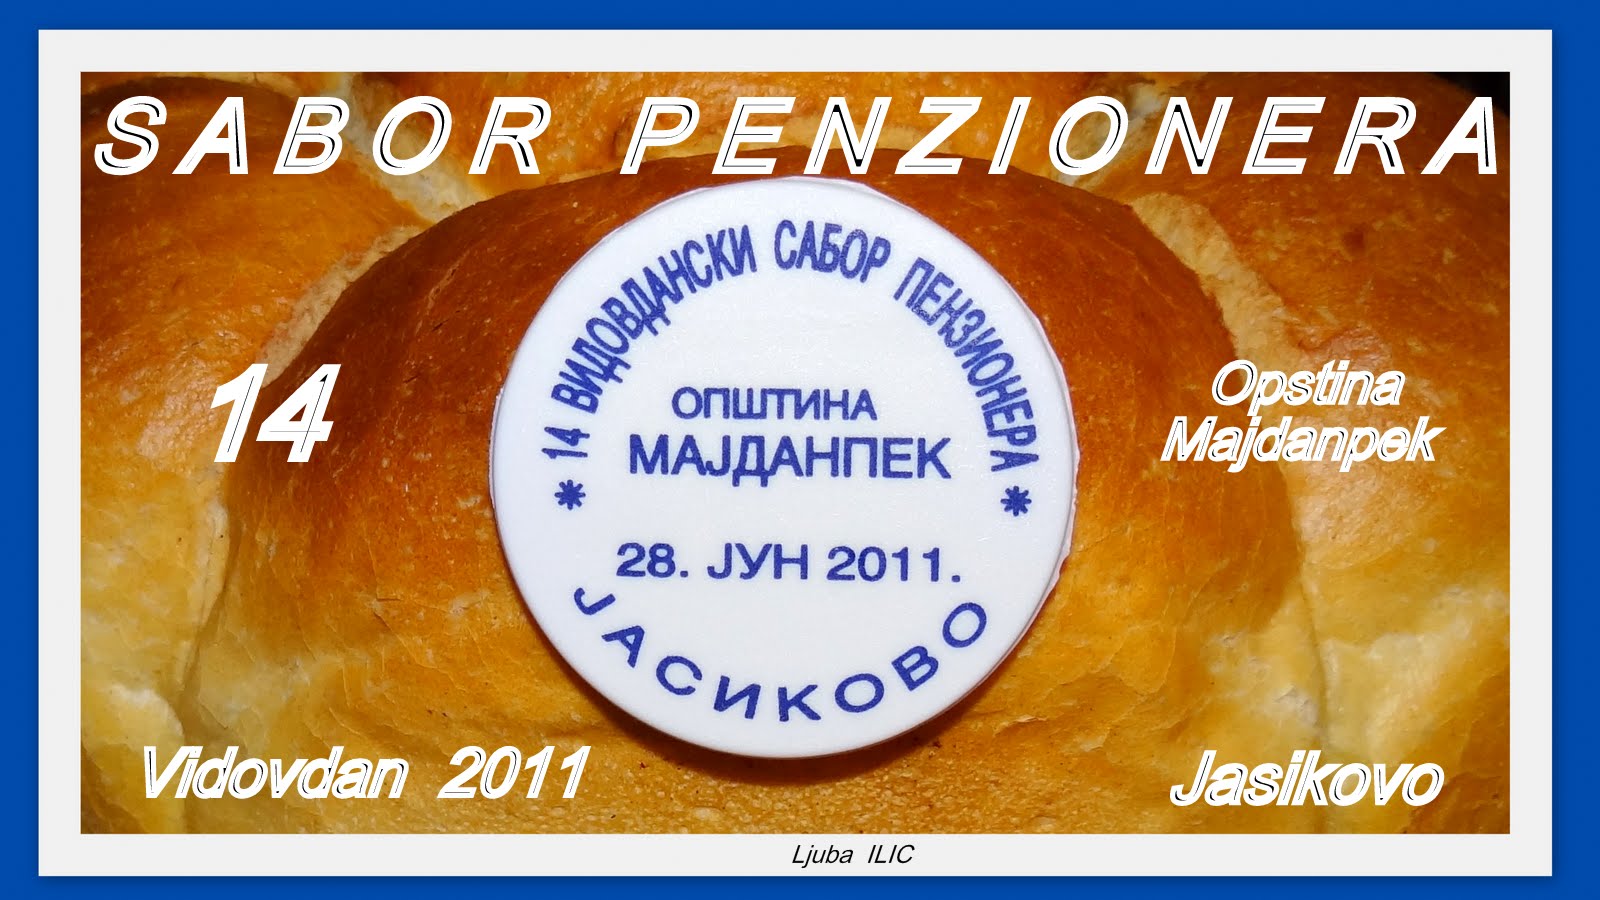 SABOR PENZIONERA
* 14 ВИДОВДАНСКИ САБОР ПЕНЗИОНЕРА *
ОПШТИНА
МАЈДАНПЕК
28. ЈУН 2011.
ЈАСИКОВО
14
Opstina
Majdanpek
Vidovdan 2011
Jasikovo
Ljuba ILIC